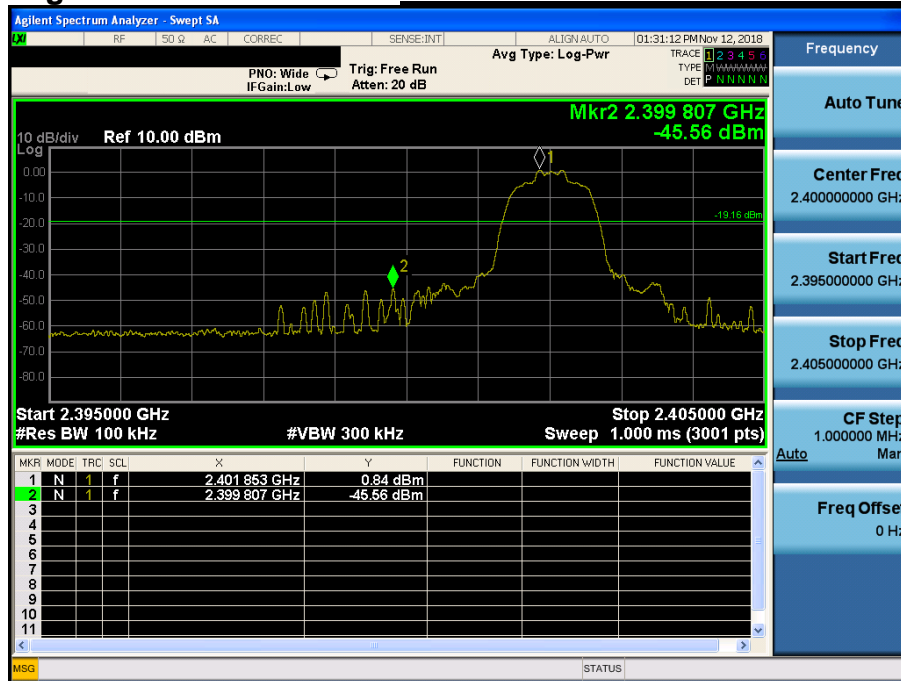 Agilent Spectrum Analyzer - Swept SA
LXI RF 50 Ω AC CORREC SENSE:INT ALIGNAUTO 01:31:12 PM Nov 12, 2018
Avg Type: Log-Pwr TRACE 1 2 3 4 5 6
PNO: Wide Trig: Free Run TYPE MWWWWW
IFGain:Low Atten: 20 dB DET P N N N N N
Mkr2 2.399 807 GHz
10 dB/div Ref 10.00 dBm -45.56 dBm
Log
1
0.00
-10.0
-19.16 dBm
-20.0
-30.0
2
-40.0
-50.0
-60.0
-70.0
-80.0
Start 2.395000 GHz Stop 2.405000 GHz
#Res BW 100 kHz #VBW 300 kHz Sweep 1.000 ms (3001 pts)
MKR MODE TRC SCL X Y FUNCTION FUNCTION WIDTH FUNCTION VALUE
1 N 1 f 2.401 853 GHz 0.84 dBm
2 N 1 f 2.399 807 GHz -45.56 dBm
3
4
5
6
7
8
9
10
11
MSG STATUS
Frequency
Auto Tune
Center Freq
2.400000000 GHz
Start Freq
2.395000000 GHz
Stop Freq
2.405000000 GHz
CF Step
1.000000 MHz
Auto Man
Freq Offset
0 Hz